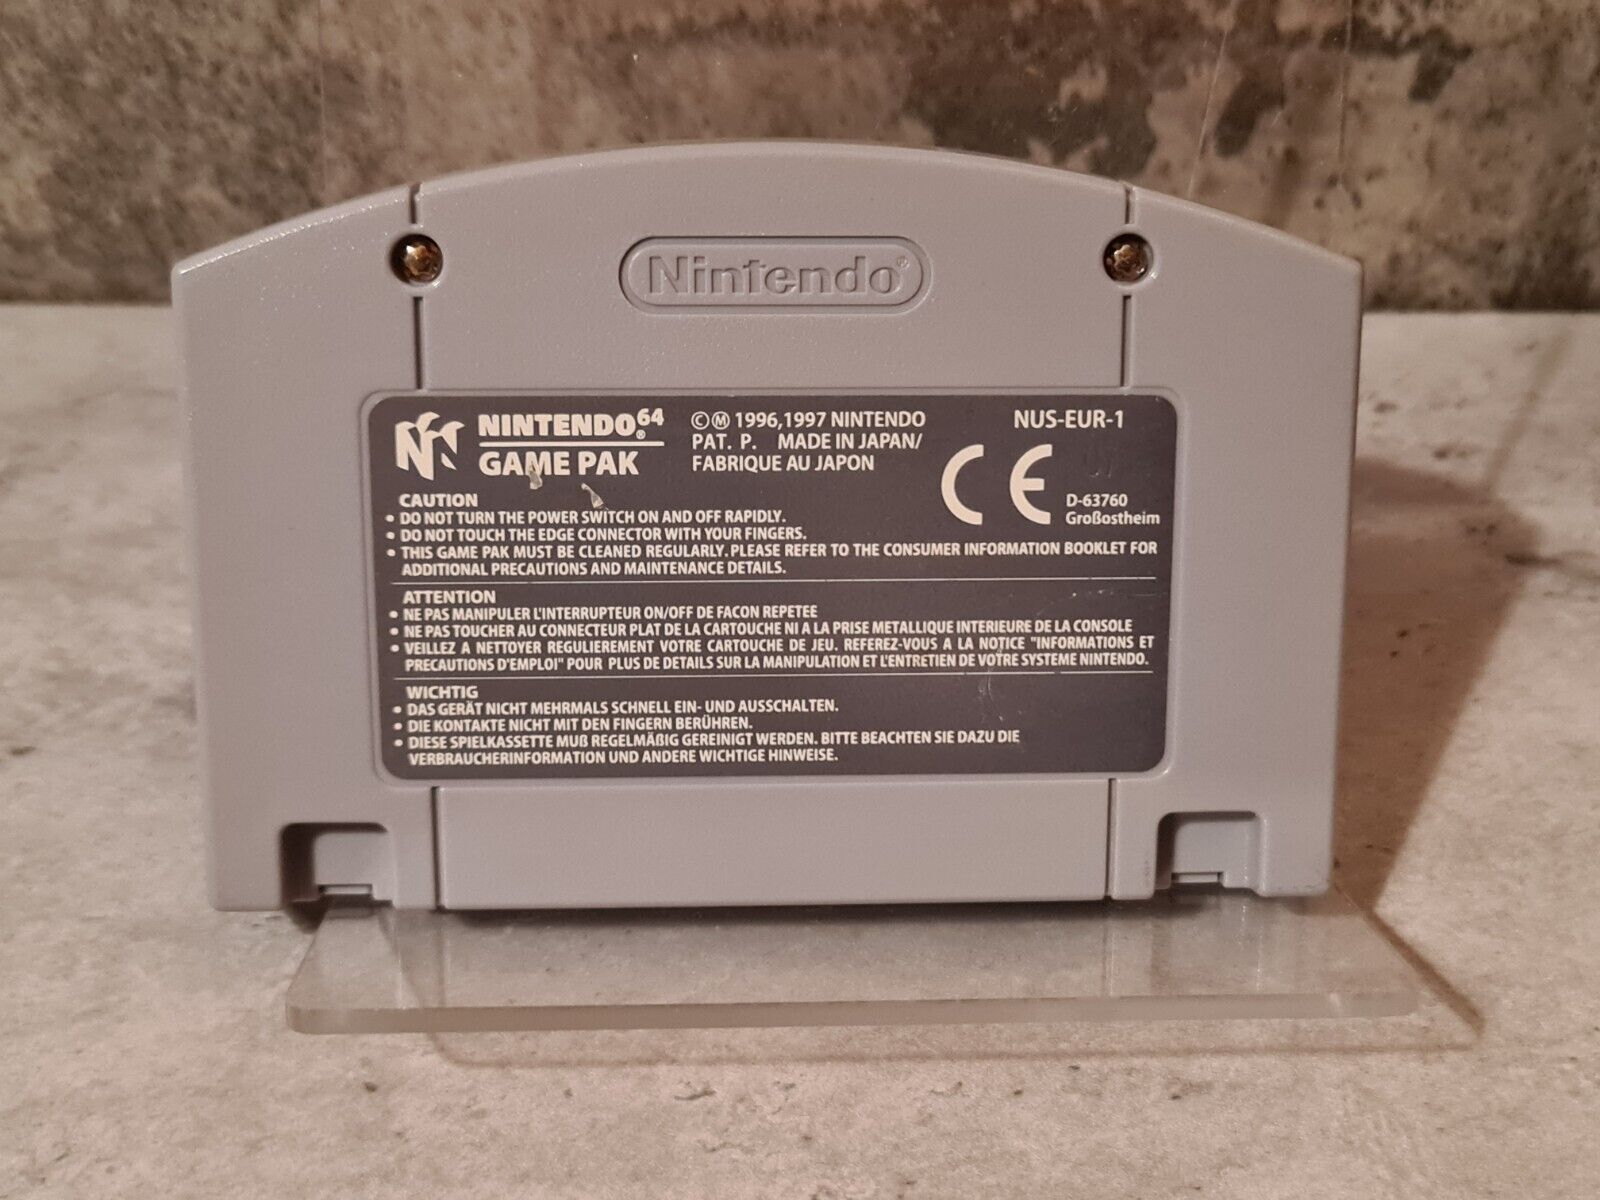 Nintendo®
NINTENDO64® GAME PAK
©Ⓜ 1996,1997 NINTENDO
PAT. P. MADE IN JAPAN/
FABRIQUE AU JAPON
NUS-EUR-1
CE
D-63760
Großostheim
CAUTION
• DO NOT TURN THE POWER SWITCH ON AND OFF RAPIDLY.
• DO NOT TOUCH THE EDGE CONNECTOR WITH YOUR FINGERS.
• THIS GAME PAK MUST BE CLEANED REGULARLY. PLEASE REFER TO THE CONSUMER INFORMATION BOOKLET FOR
ADDITIONAL PRECAUTIONS AND MAINTENANCE DETAILS.
ATTENTION
• NE PAS MANIPULER L'INTERRUPTEUR ON/OFF DE FACON REPETEE
• NE PAS TOUCHER AU CONNECTEUR PLAT DE LA CARTOUCHE NI A LA PRISE METALLIQUE INTERIEURE DE LA CONSOLE
• VEILLEZ A NETTOYER REGULIEREMENT VOTRE CARTOUCHE DE JEU. REFEREZ-VOUS A LA NOTICE "INFORMATIONS ET
PRECAUTIONS D'EMPLOI" POUR PLUS DE DETAILS SUR LA MANIPULATION ET L'ENTRETIEN DE VOTRE SYSTEME NINTENDO.
WICHTIG
• DAS GERÄT NICHT MEHRMALS SCHNELL EIN- UND AUSSCHALTEN.
• DIE KONTAKTE NICHT MIT DEN FINGERN BERÜHREN.
• DIESE SPIELKASSETTE MUß REGELMÄßIG GEREINIGT WERDEN. BITTE BEACHTEN SIE DAZU DIE
VERBRAUCHERINFORMATION UND ANDERE WICHTIGE HINWEISE.